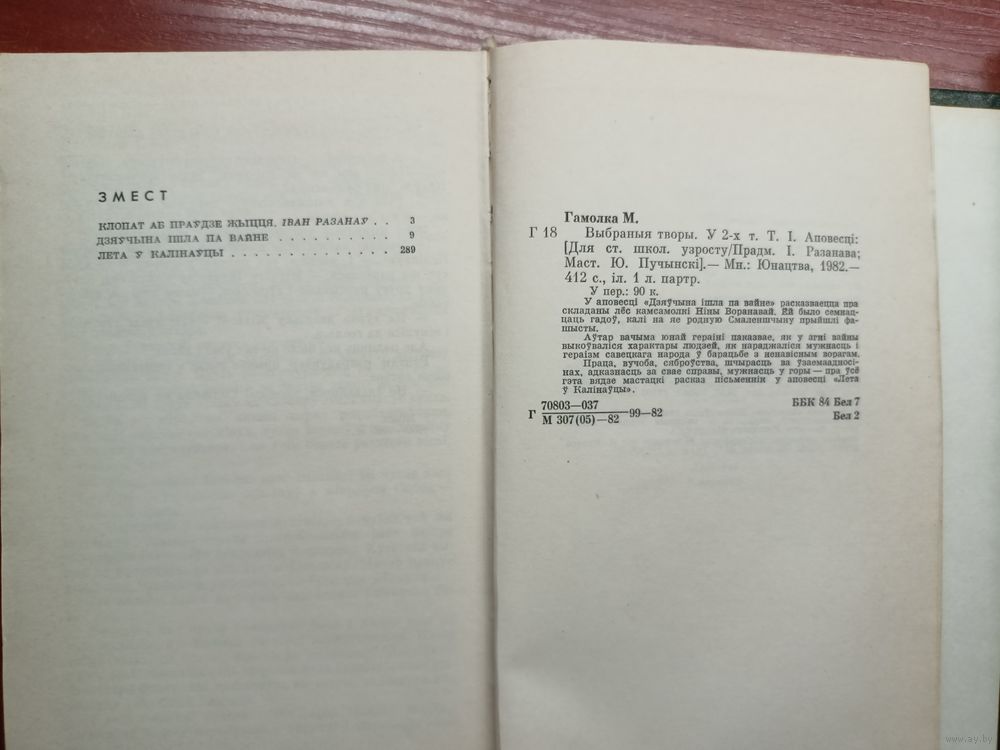 ЗМЕСТ
КЛОПАТ АБ ПРАЎДЗЕ ЖЫЦЦЯ. ІВАН РАЗАНАЎ . . 3
ДЗЯЎЧЫНА ІШЛА ПА ВАЙНЕ . . . . . . . . . . 9
ЛЕТА Ў КАЛІНАЎЦЫ . . . . . . . . . . . . . . 289
Гамолка М.
Г 18 Выбраныя творы. У 2-х т. Т. І. Аповесці:
[Для ст. школ. узросту/Прадм. І. Разанава;
Маст. Ю. Пучынскі].— Мн.: Юнацтва, 1982.—
412 с., іл. 1 л. партр.
У пер.: 90 к.
У аповесці «Дзяўчына ішла па вайне» расказваецца пра
складаны лёс камсамолкі Ніны Воранавай. Ёй было семнац-
цаць гадоў, калі на яе родную Смаленшчыну прыйшлі фа-
шысты.
Аўтар вачыма юнай гераіні паказвае, як у агні вайны
выкоўваліся характары людзей, як нараджаліся мужнасць і
гераізм савецкага народа ў барацьбе з ненавісным ворагам.
Праца, вучоба, сяброўства, шчырасць ва ўзаемаадносі-
нах, адказнасць за свае справы, мужнасць у горы — пра ўсё
гэта вядзе мастацкі расказ пісьменнік у аповесці «Лета
ў Калінаўцы».
70803—037
Г 99—82
М 307(05)—82
ББК 84 Бел 7
Бел 2
www.ay.by